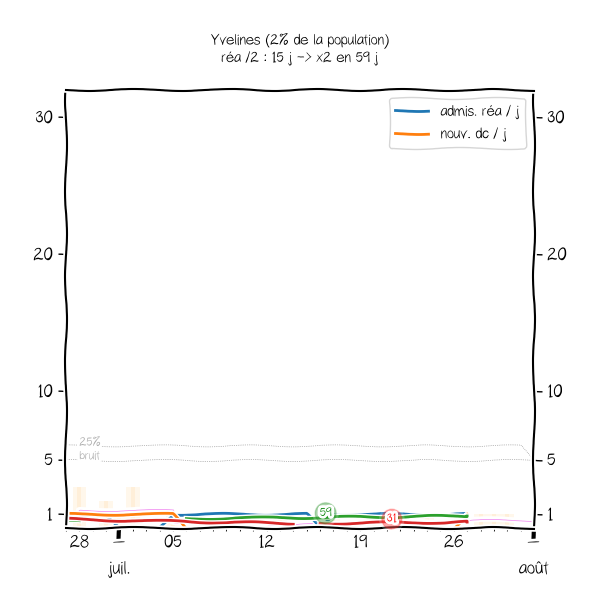 Yvelines (2% de la population)
réa /2 : 15 j -> x2 en 59 j
admis. réa / j
nouv. dc / j
30
30
20
20
10
10
25%
bruit
5
5
59
31
1
1
28
05
12
19
26
juil.
août